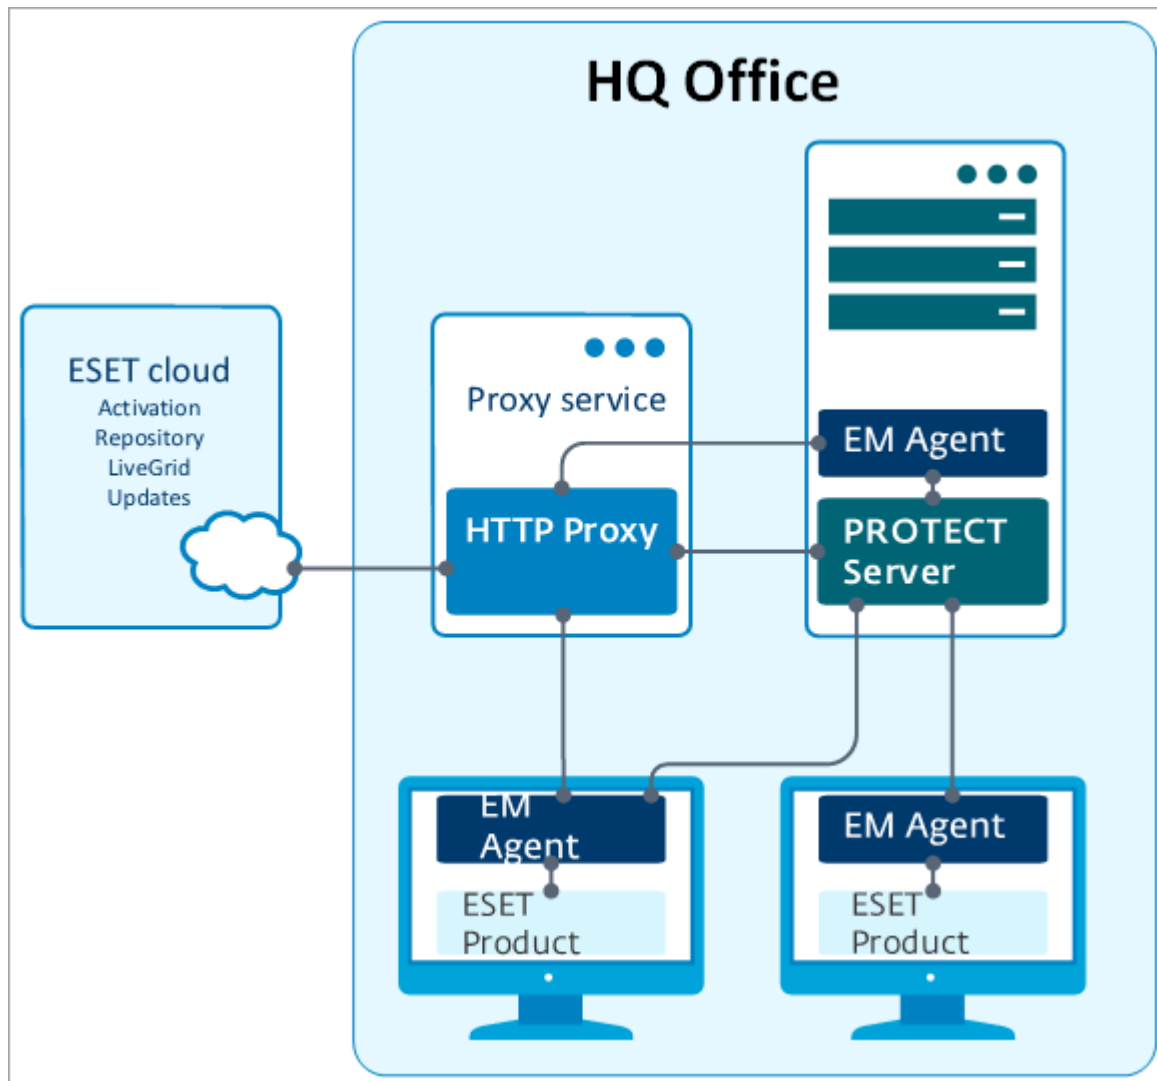 HQ Office
ESET cloud
Activation
Repository
LiveGrid
Updates
Proxy service
HTTP Proxy
EM Agent
PROTECT
Server
EM
Agent
ESET
Product
EM Agent
ESET
Product